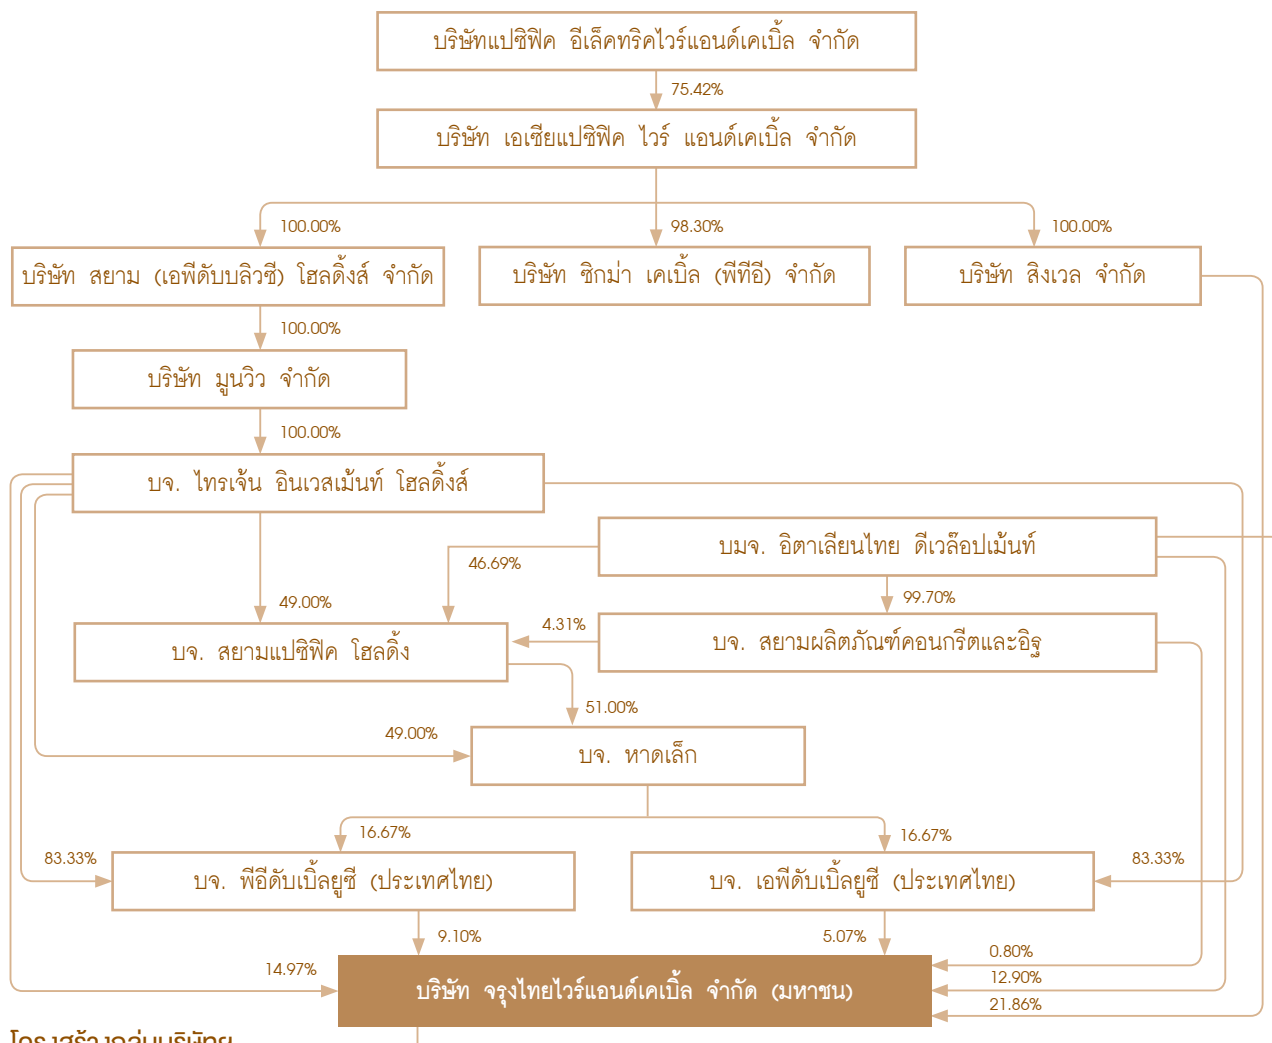 บริษัทแปซิฟิค อีเล็คทริคไวร์แอนด์เคเบิ้ล จำกัด
75.42%
บริษัท เอเซียแปซิฟิค ไวร์ แอนด์เคเบิ้ล จำกัด
100.00%
98.30%
100.00%
บริษัท สยาม (เอพีดับบลิวซี) โฮลดิ้งส์ จำกัด
บริษัท ซิกม่า เคเบิ้ล (พีทีอี) จำกัด
บริษัท สิงเวล จำกัด
100.00%
บริษัท มูนวิว จำกัด
100.00%
บจ. ไทรเจ้น อินเวสเม้นท์ โฮลดิ้งส์
บมจ. อิตาเลียนไทย ดีเวล๊อปเม้นท์
46.69%
99.70%
49.00%
4.31%
บจ. สยามผลิตภัณฑ์คอนกรีตและอิฐ
บจ. สยามแปซิฟิค โฮลดิ้ง
51.00%
49.00%
บจ. หาดเล็ก
16.67%
16.67%
83.33%
83.33%
บจ. พีอีดับเบิ้ลยูซี (ประเทศไทย)
บจ. เอพีดับเบิ้ลยูซี (ประเทศไทย)
9.10%
5.07%
0.80%
14.97%
12.90%
บริษัท จรุงไทยไวร์แอนด์เคเบิ้ล จำกัด (มหาชน)
21.86%
โครงสร้างกลุ่มบริษัทย